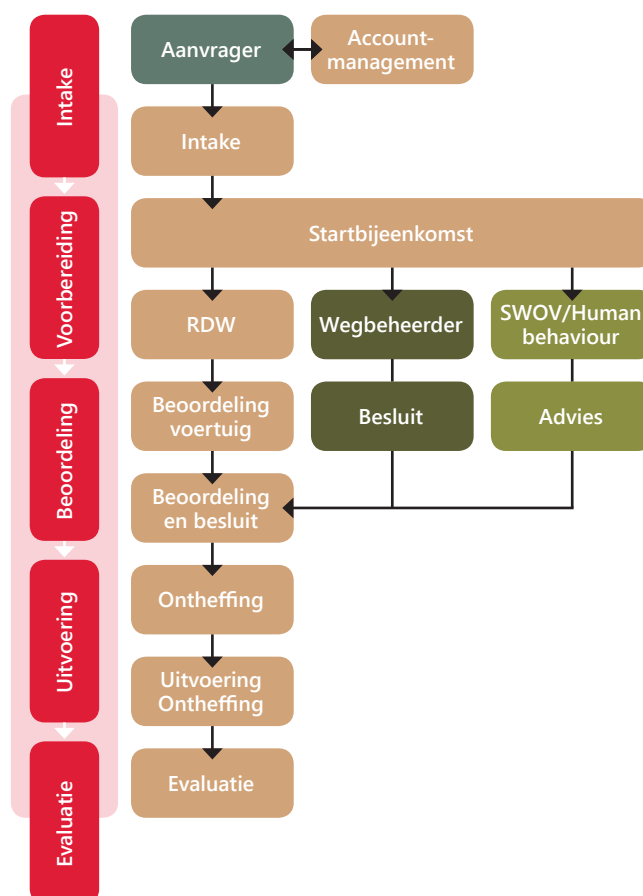 Intake
Voorbereiding
Beoordeling
Uitvoering
Evaluatie
Aanvrager
Account-
management
Intake
Startbijeenkomst
RDW
Wegbeheerder
SWOV/Human
behaviour
Beoordeling
voertuig
Besluit
Advies
Beoordeling
en besluit
Ontheffing
Uitvoering
Ontheffing
Evaluatie